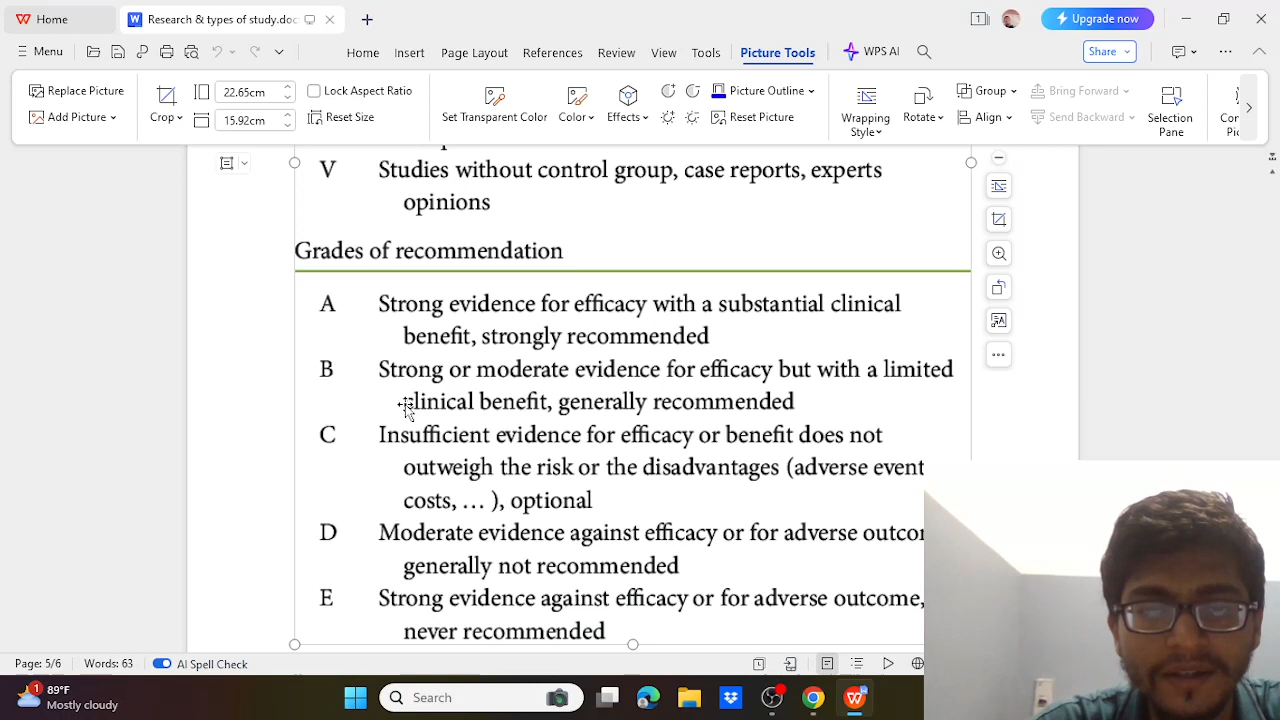 Home
Research & types of study.doc
1
Upgrade now
Menu
Home Insert Page Layout References Review View Tools Picture Tools WPS AI
Share
Replace Picture
Add Picture
Crop
22.65cm
15.92cm
Lock Aspect Ratio
Reset Size
Set Transparent Color
Color
Effects
Picture Outline
Reset Picture
Wrapping
Style
Rotate
Group
Align
Bring Forward
Send Backward
Selection
Pane
V Studies without control group, case reports, experts
opinions
Grades of recommendation
A Strong evidence for efficacy with a substantial clinical
benefit, strongly recommended
B Strong or moderate evidence for efficacy but with a limited
clinical benefit, generally recommended
C Insufficient evidence for efficacy or benefit does not
outweigh the risk or the disadvantages (adverse event
costs, … ), optional
D Moderate evidence against efficacy or for adverse outcom
generally not recommended
E Strong evidence against efficacy or for adverse outcome,
never recommended
Page: 5/6 Words: 63 AI Spell Check
1
89°F
Mostly cloudy
Search